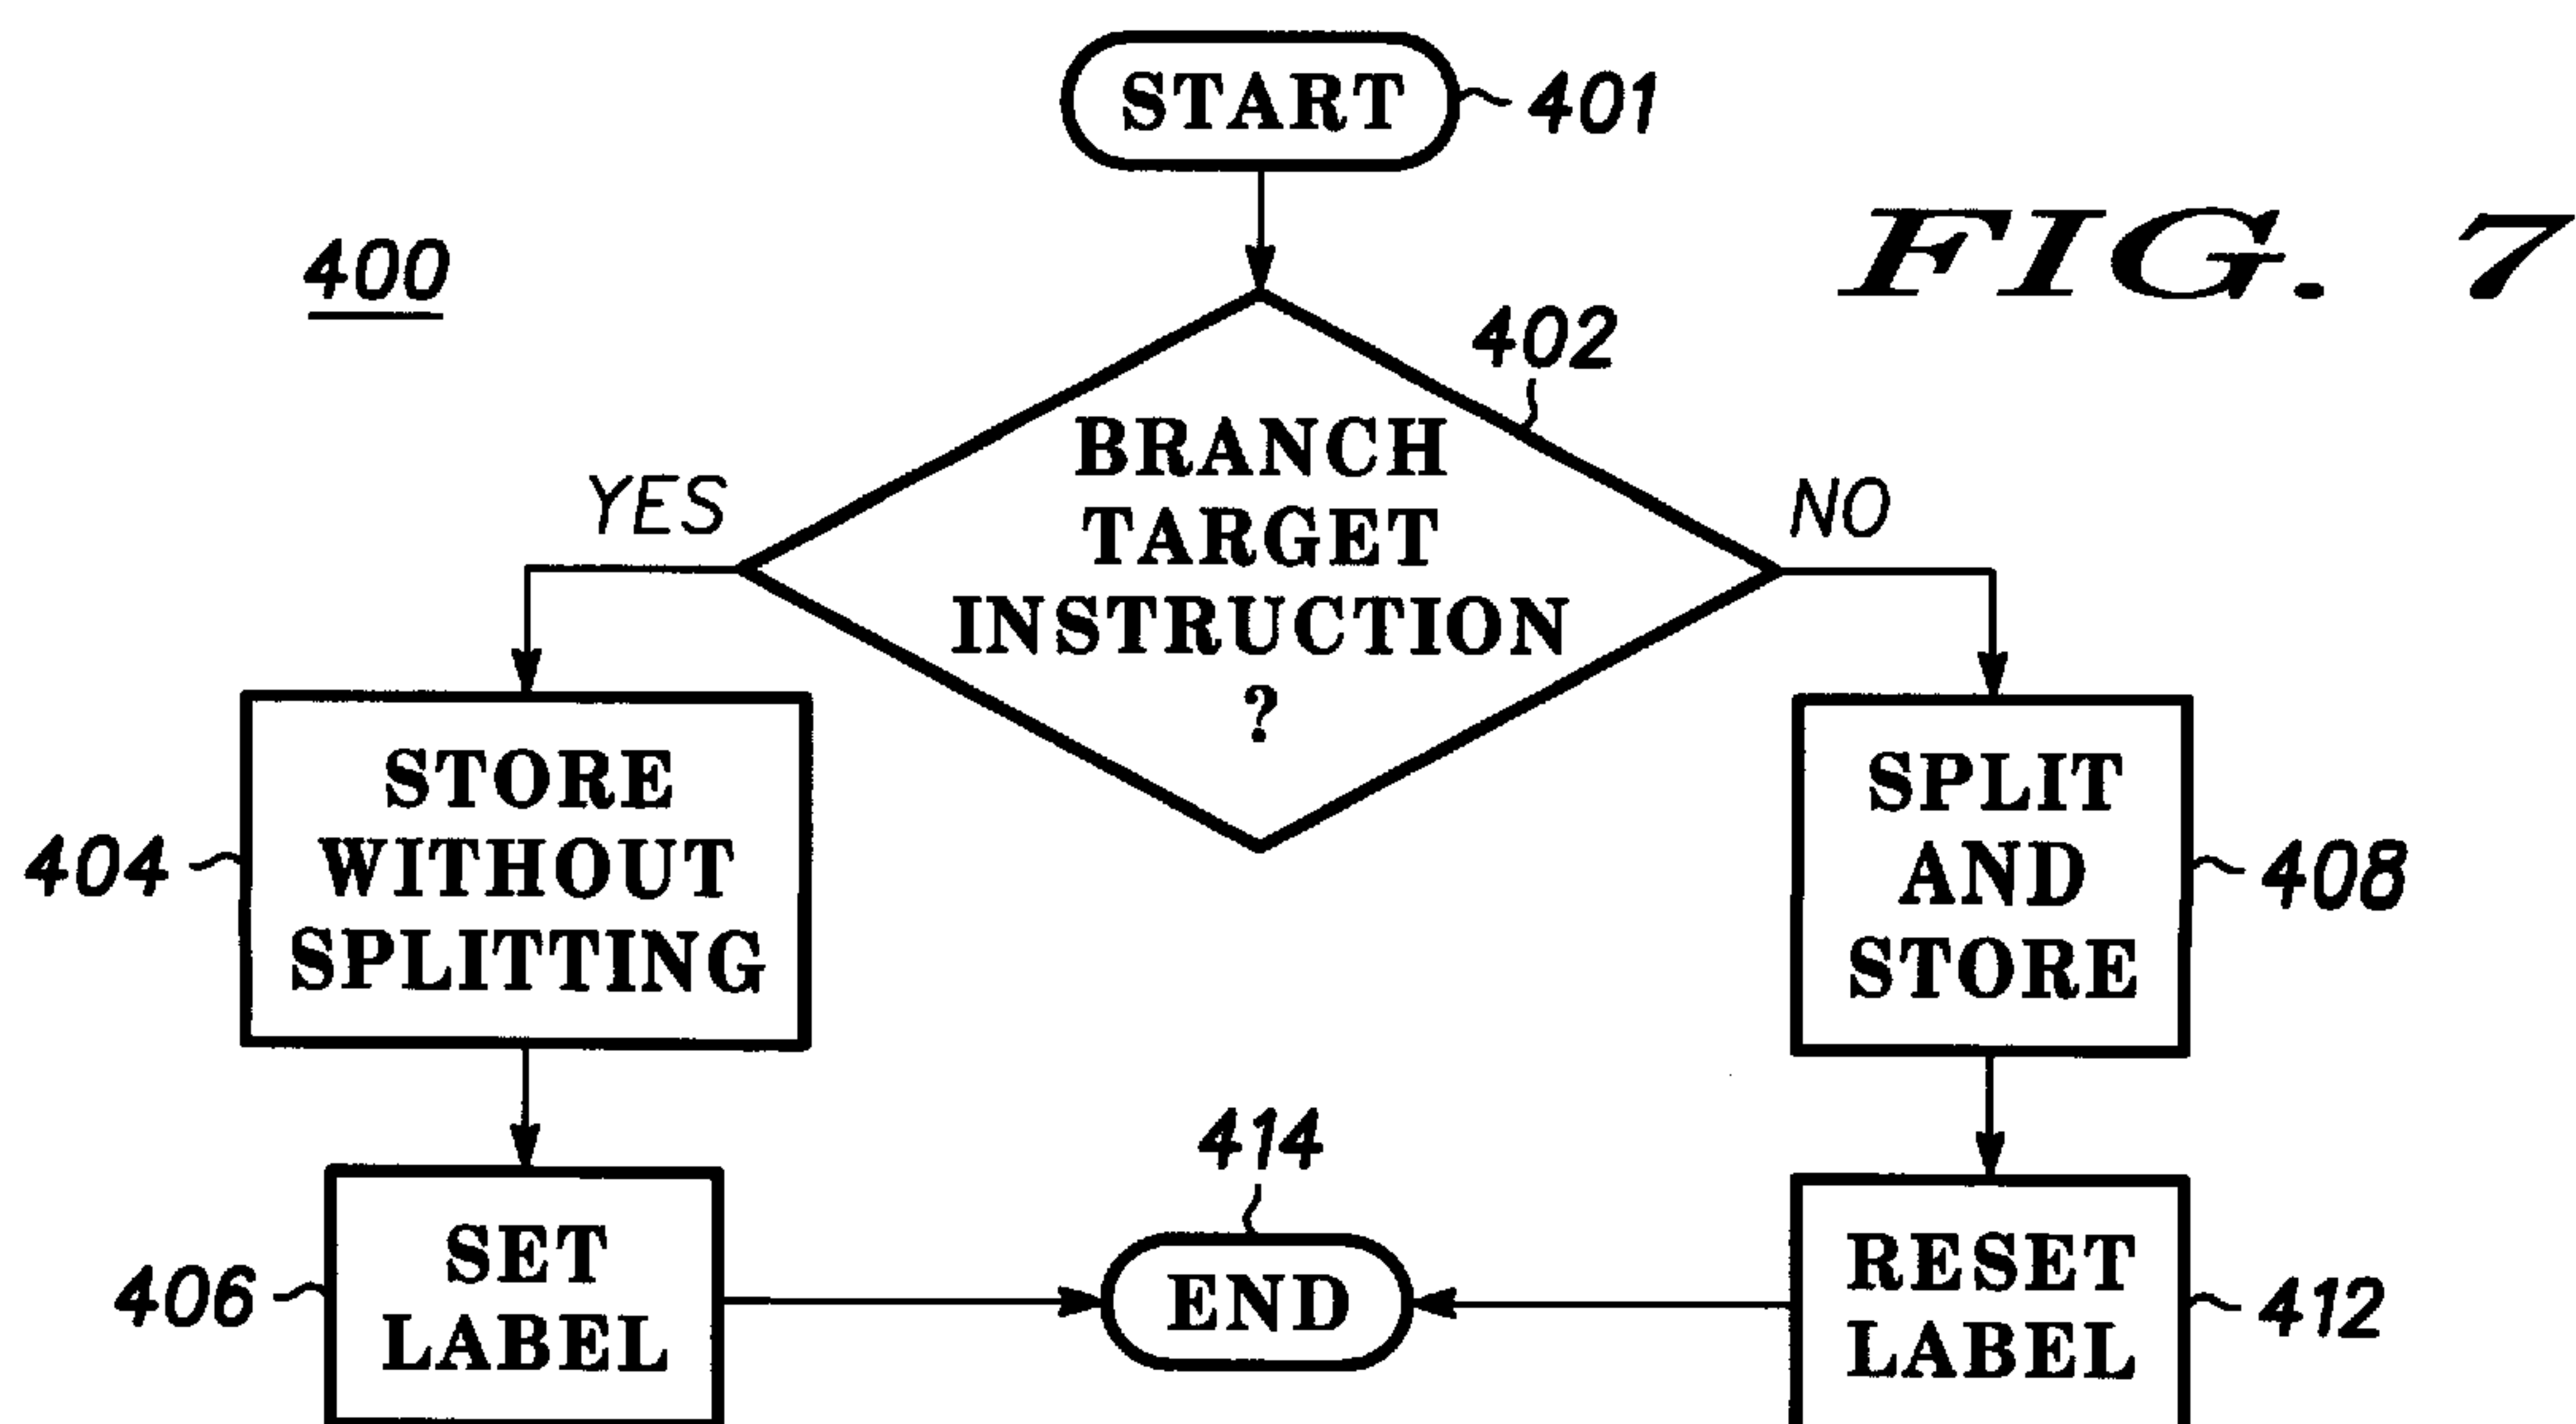 START
401
FIG. 7
400
402
BRANCH
TARGET
INSTRUCTION
?
YES
NO
404
STORE
WITHOUT
SPLITTING
SPLIT
AND
STORE
408
406
SET
LABEL
414
END
RESET
LABEL
412